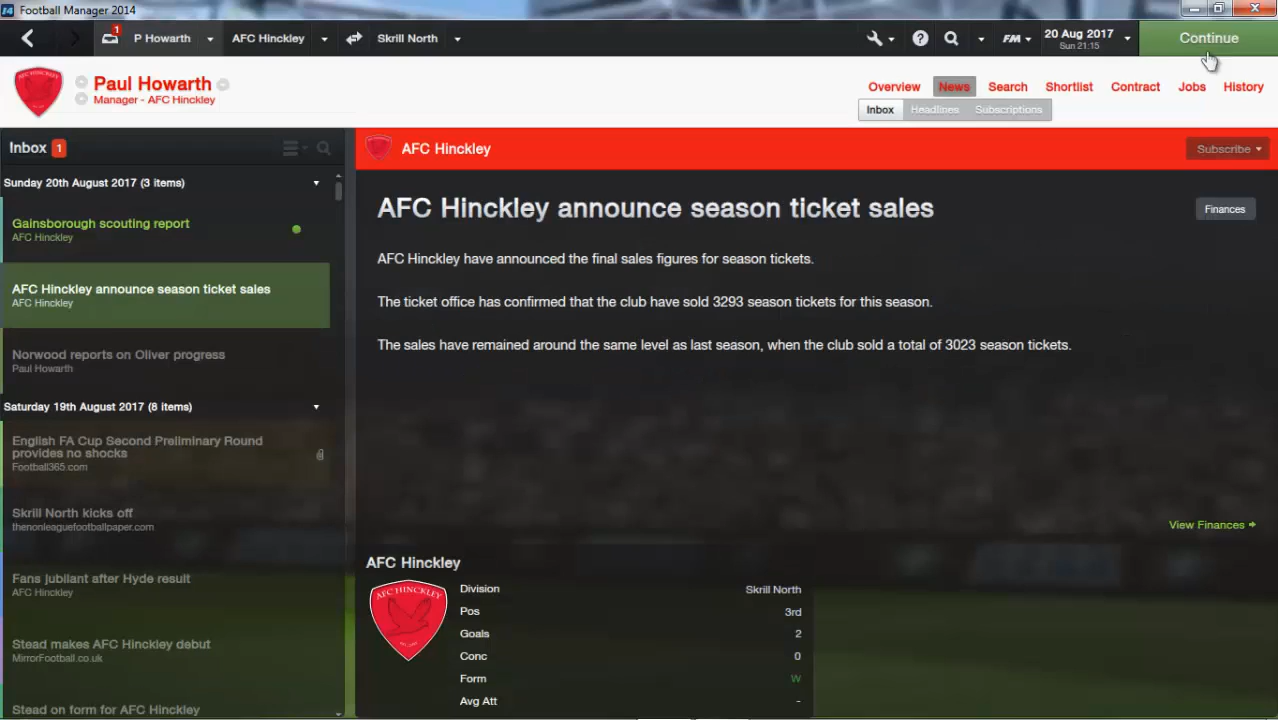 Football Manager 2014
1
P Howarth
AFC Hinckley
Skrill North
FM
20 Aug 2017
Sun 21:15
Continue
AFC HINCKLEY
Paul Howarth
Manager - AFC Hinckley
Overview
News
Search
Shortlist
Contract
Jobs
History
Inbox
Headlines
Subscriptions
Inbox 1
Sunday 20th August 2017 (3 items)
Gainsborough scouting report
AFC Hinckley
AFC Hinckley announce season ticket sales
AFC Hinckley
Norwood reports on Oliver progress
Paul Howarth
Saturday 19th August 2017 (6 items)
English FA Cup Second Preliminary Round
provides no shocks
Football365.com
Skrill North kicks off
thenonleaguefootballpaper.com
Fans jubilant after Hyde result
AFC Hinckley
Stead makes AFC Hinckley debut
MirrorFootball.co.uk
Stead on form for AFC Hinckley
AFC Hinckley
Subscribe
AFC Hinckley announce season ticket sales
Finances
AFC Hinckley have announced the final sales figures for season tickets.
The ticket office has confirmed that the club have sold 3293 season tickets for this season.
The sales have remained around the same level as last season, when the club sold a total of 3023 season tickets.
View Finances
AFC Hinckley
AFC HINCKLEY
Division Skrill North
Pos 3rd
Goals 2
Conc 0
Form W
Avg Att -